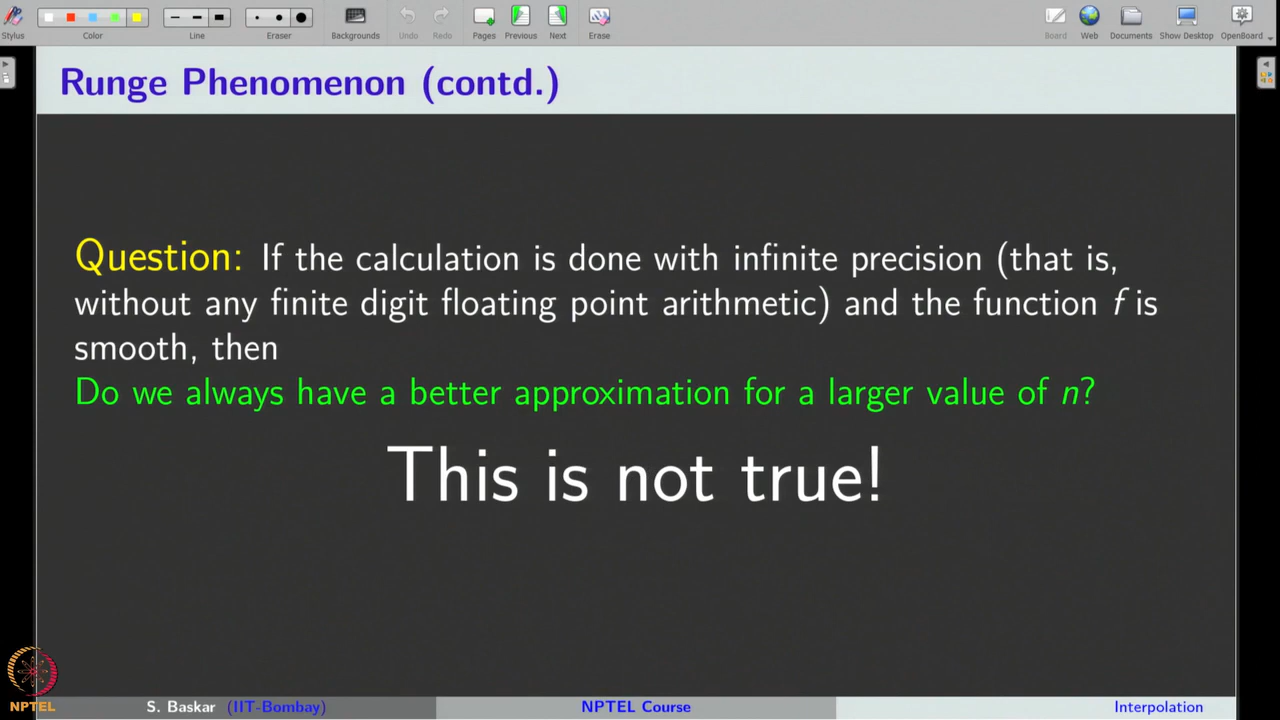 Stylus
Color
Line
Eraser
Backgrounds
Undo
Redo
Pages
Previous
Next
Erase
Board
Web
Documents
Show Desktop
OpenBoard
Runge Phenomenon (contd.)
Question: If the calculation is done with infinite precision (that is,
without any finite digit floating point arithmetic) and the function f is
smooth, then
Do we always have a better approximation for a larger value of n?
This is not true!
NPTEL
S. Baskar (IIT-Bombay)
NPTEL Course
Interpolation